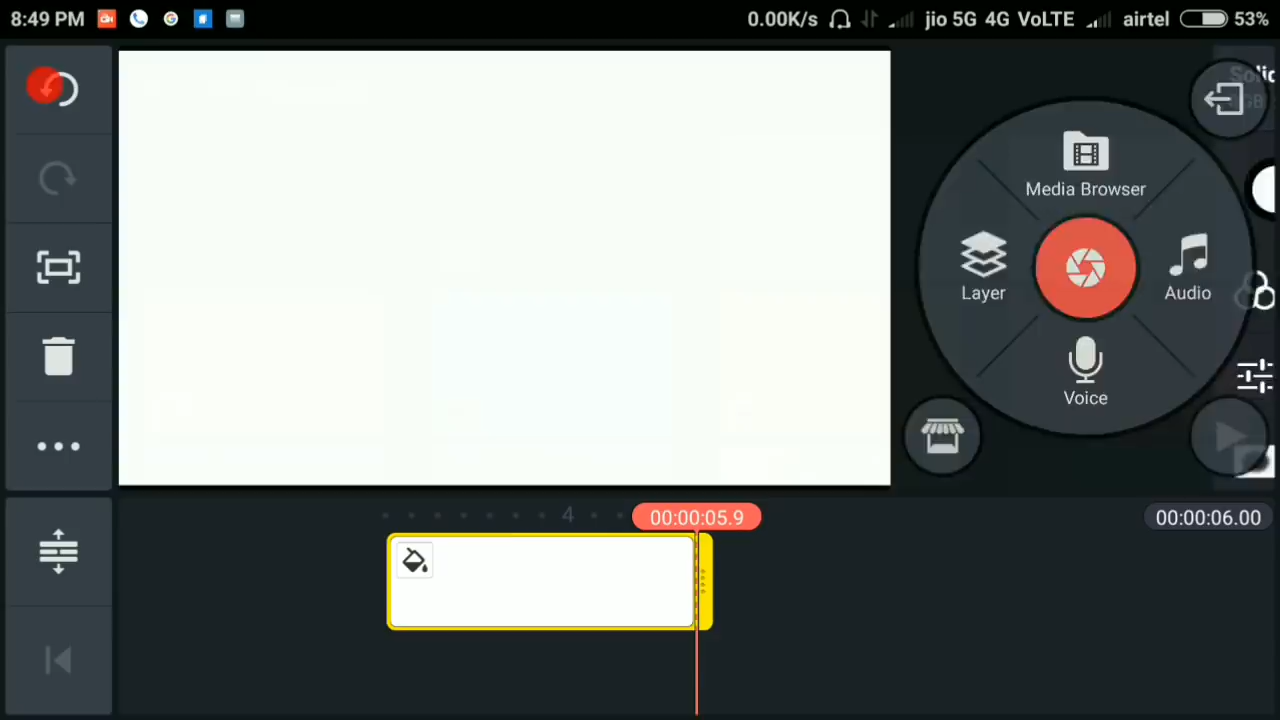 8:49 PM 0.00K/s jio 5G 4G VoLTE airtel 53%
Solid
Media Browser
Layer
Audio
Voice
4
00:00:05.9
00:00:06.00